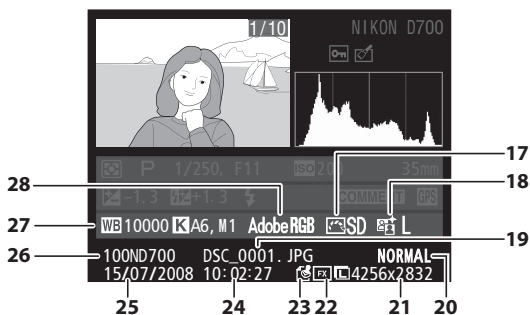 1/10
NIKON D700
P 1/250, F11 ISO 200 35mm
-1.3 +1.3 COMMENT GPS
WB 10000 K A6, M1 Adobe RGB SD L
100ND700 DSC_0001.JPG NORMAL
15/07/2008 10:02:27 FX L 4256x2832
17
18
19
20
21
22
23
24
25
26
27
28